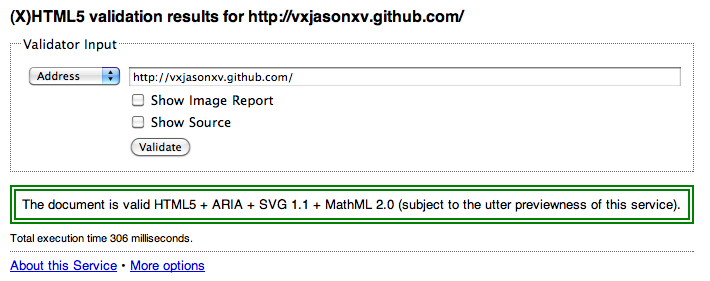 (X)HTML5 validation results for http://vxjasonxv.github.com/
Validator Input
Address http://vxjasonxv.github.com/
Show Image Report
Show Source
Validate
The document is valid HTML5 + ARIA + SVG 1.1 + MathML 2.0 (subject to the utter previewness of this service).
Total execution time 306 milliseconds.
About this Service • More options